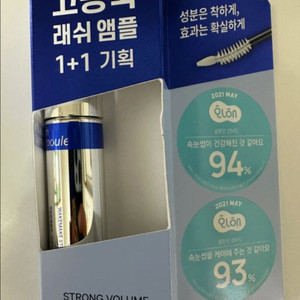 고농축
래쉬 앰플
1+1 기획
성분은 착하게,
효과는 확실하게
2021 MAY
속눈썹이 건강해진 것 같아요
94%
2021 MAY
속눈썹을 케어해 주는 것 같아요
93%
poule
STRONG VOLUME